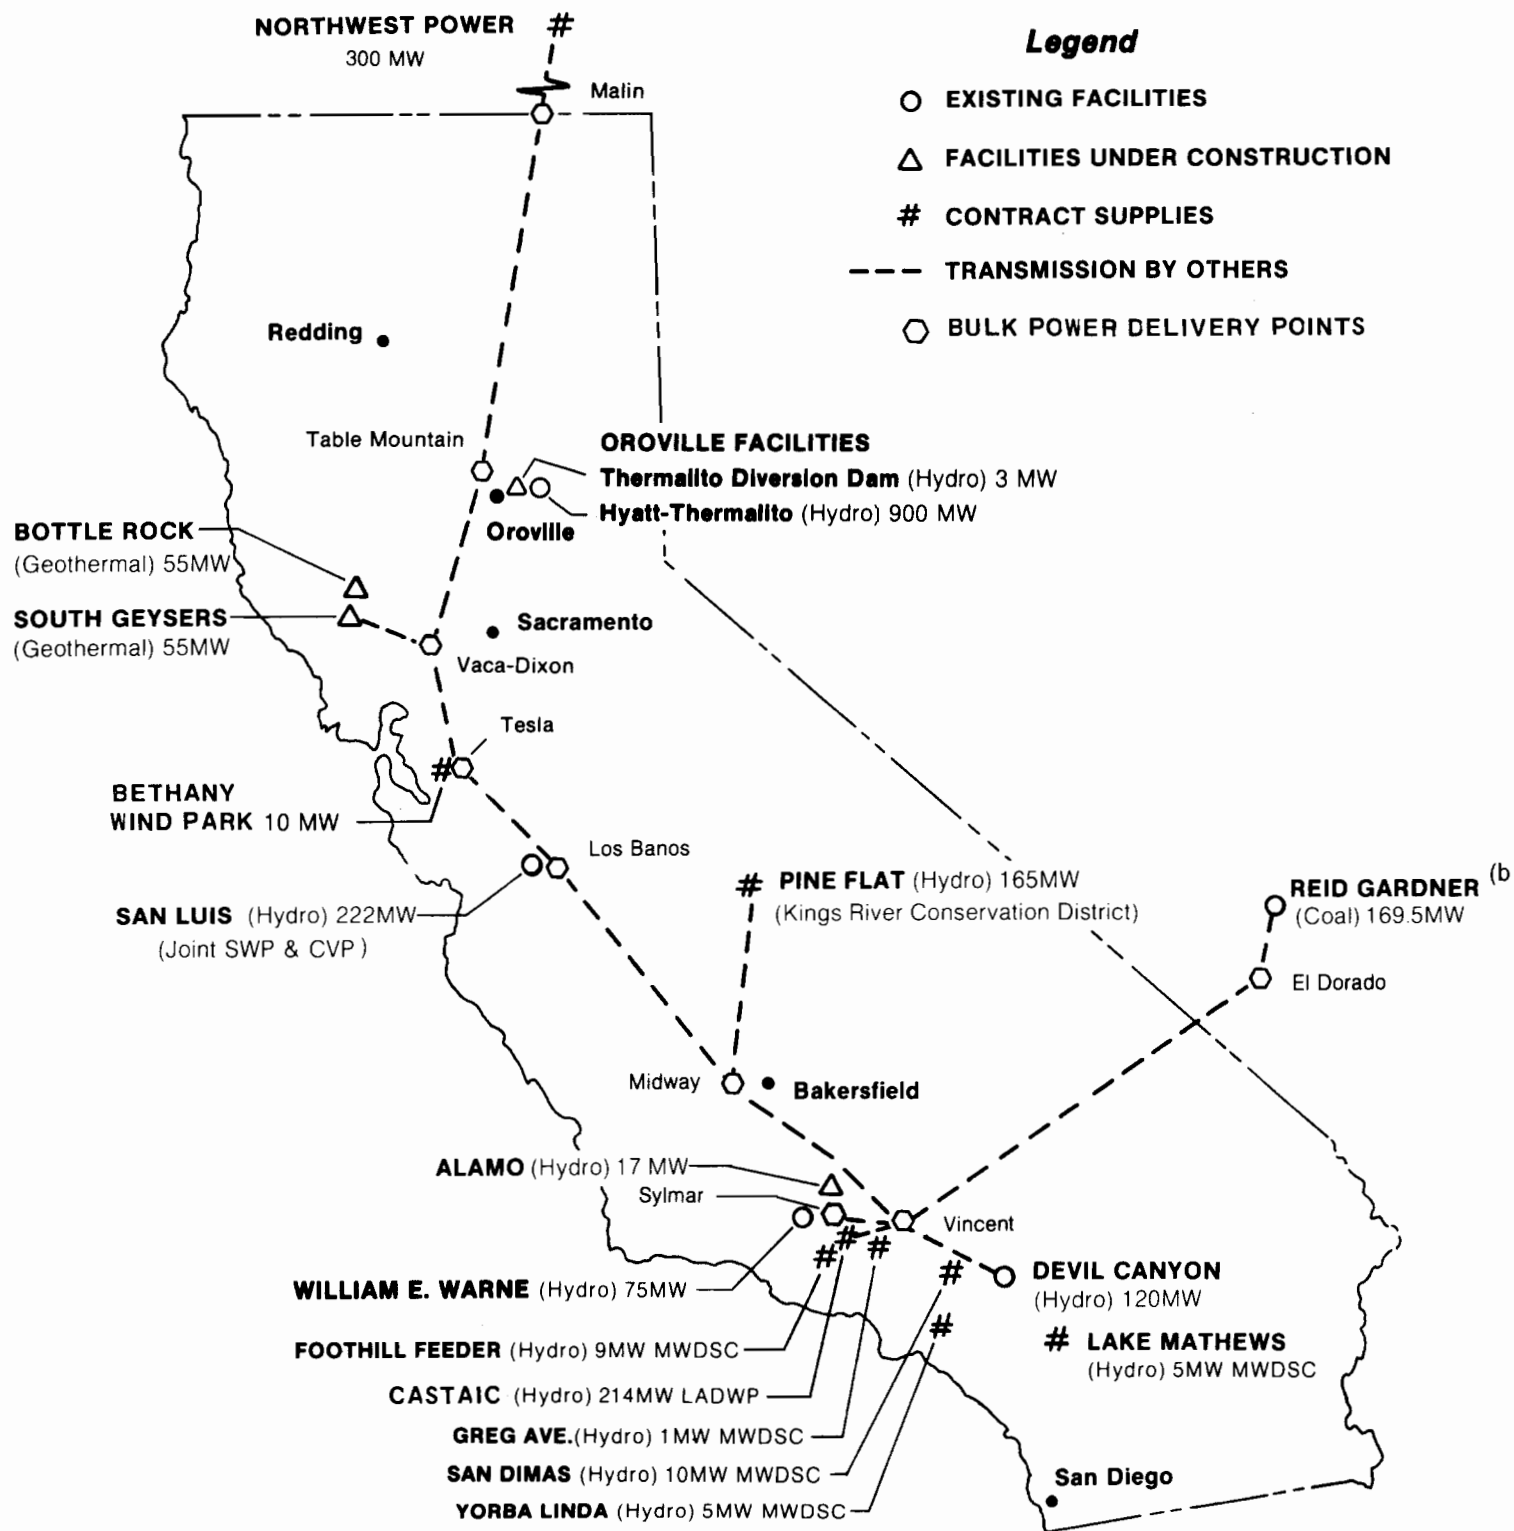 NORTHWEST POWER #
300 MW
Malin
Legend
EXISTING FACILITIES
FACILITIES UNDER CONSTRUCTION
# CONTRACT SUPPLIES
TRANSMISSION BY OTHERS
BULK POWER DELIVERY POINTS
Redding
Table Mountain
OROVILLE FACILITIES
Thermalito Diversion Dam (Hydro) 3 MW
Hyatt-Thermalito (Hydro) 900 MW
Oroville
BOTTLE ROCK
(Geothermal) 55MW
SOUTH GEYSERS
(Geothermal) 55MW
Sacramento
Vaca-Dixon
Tesla
#
BETHANY
WIND PARK 10 MW
Los Banos
SAN LUIS (Hydro) 222MW
(Joint SWP & CVP)
# PINE FLAT (Hydro) 165MW
(Kings River Conservation District)
REID GARDNER (b
(Coal) 169.5MW
El Dorado
Midway
Bakersfield
ALAMO (Hydro) 17 MW
Sylmar
Vincent
# # # # #
WILLIAM E. WARNE (Hydro) 75MW
DEVIL CANYON
(Hydro) 120MW
# LAKE MATHEWS
(Hydro) 5MW MWDSC
FOOTHILL FEEDER (Hydro) 9MW MWDSC
CASTAIC (Hydro) 214MW LADWP
GREG AVE.(Hydro) 1MW MWDSC
SAN DIMAS (Hydro) 10MW MWDSC
YORBA LINDA (Hydro) 5MW MWDSC
San Diego